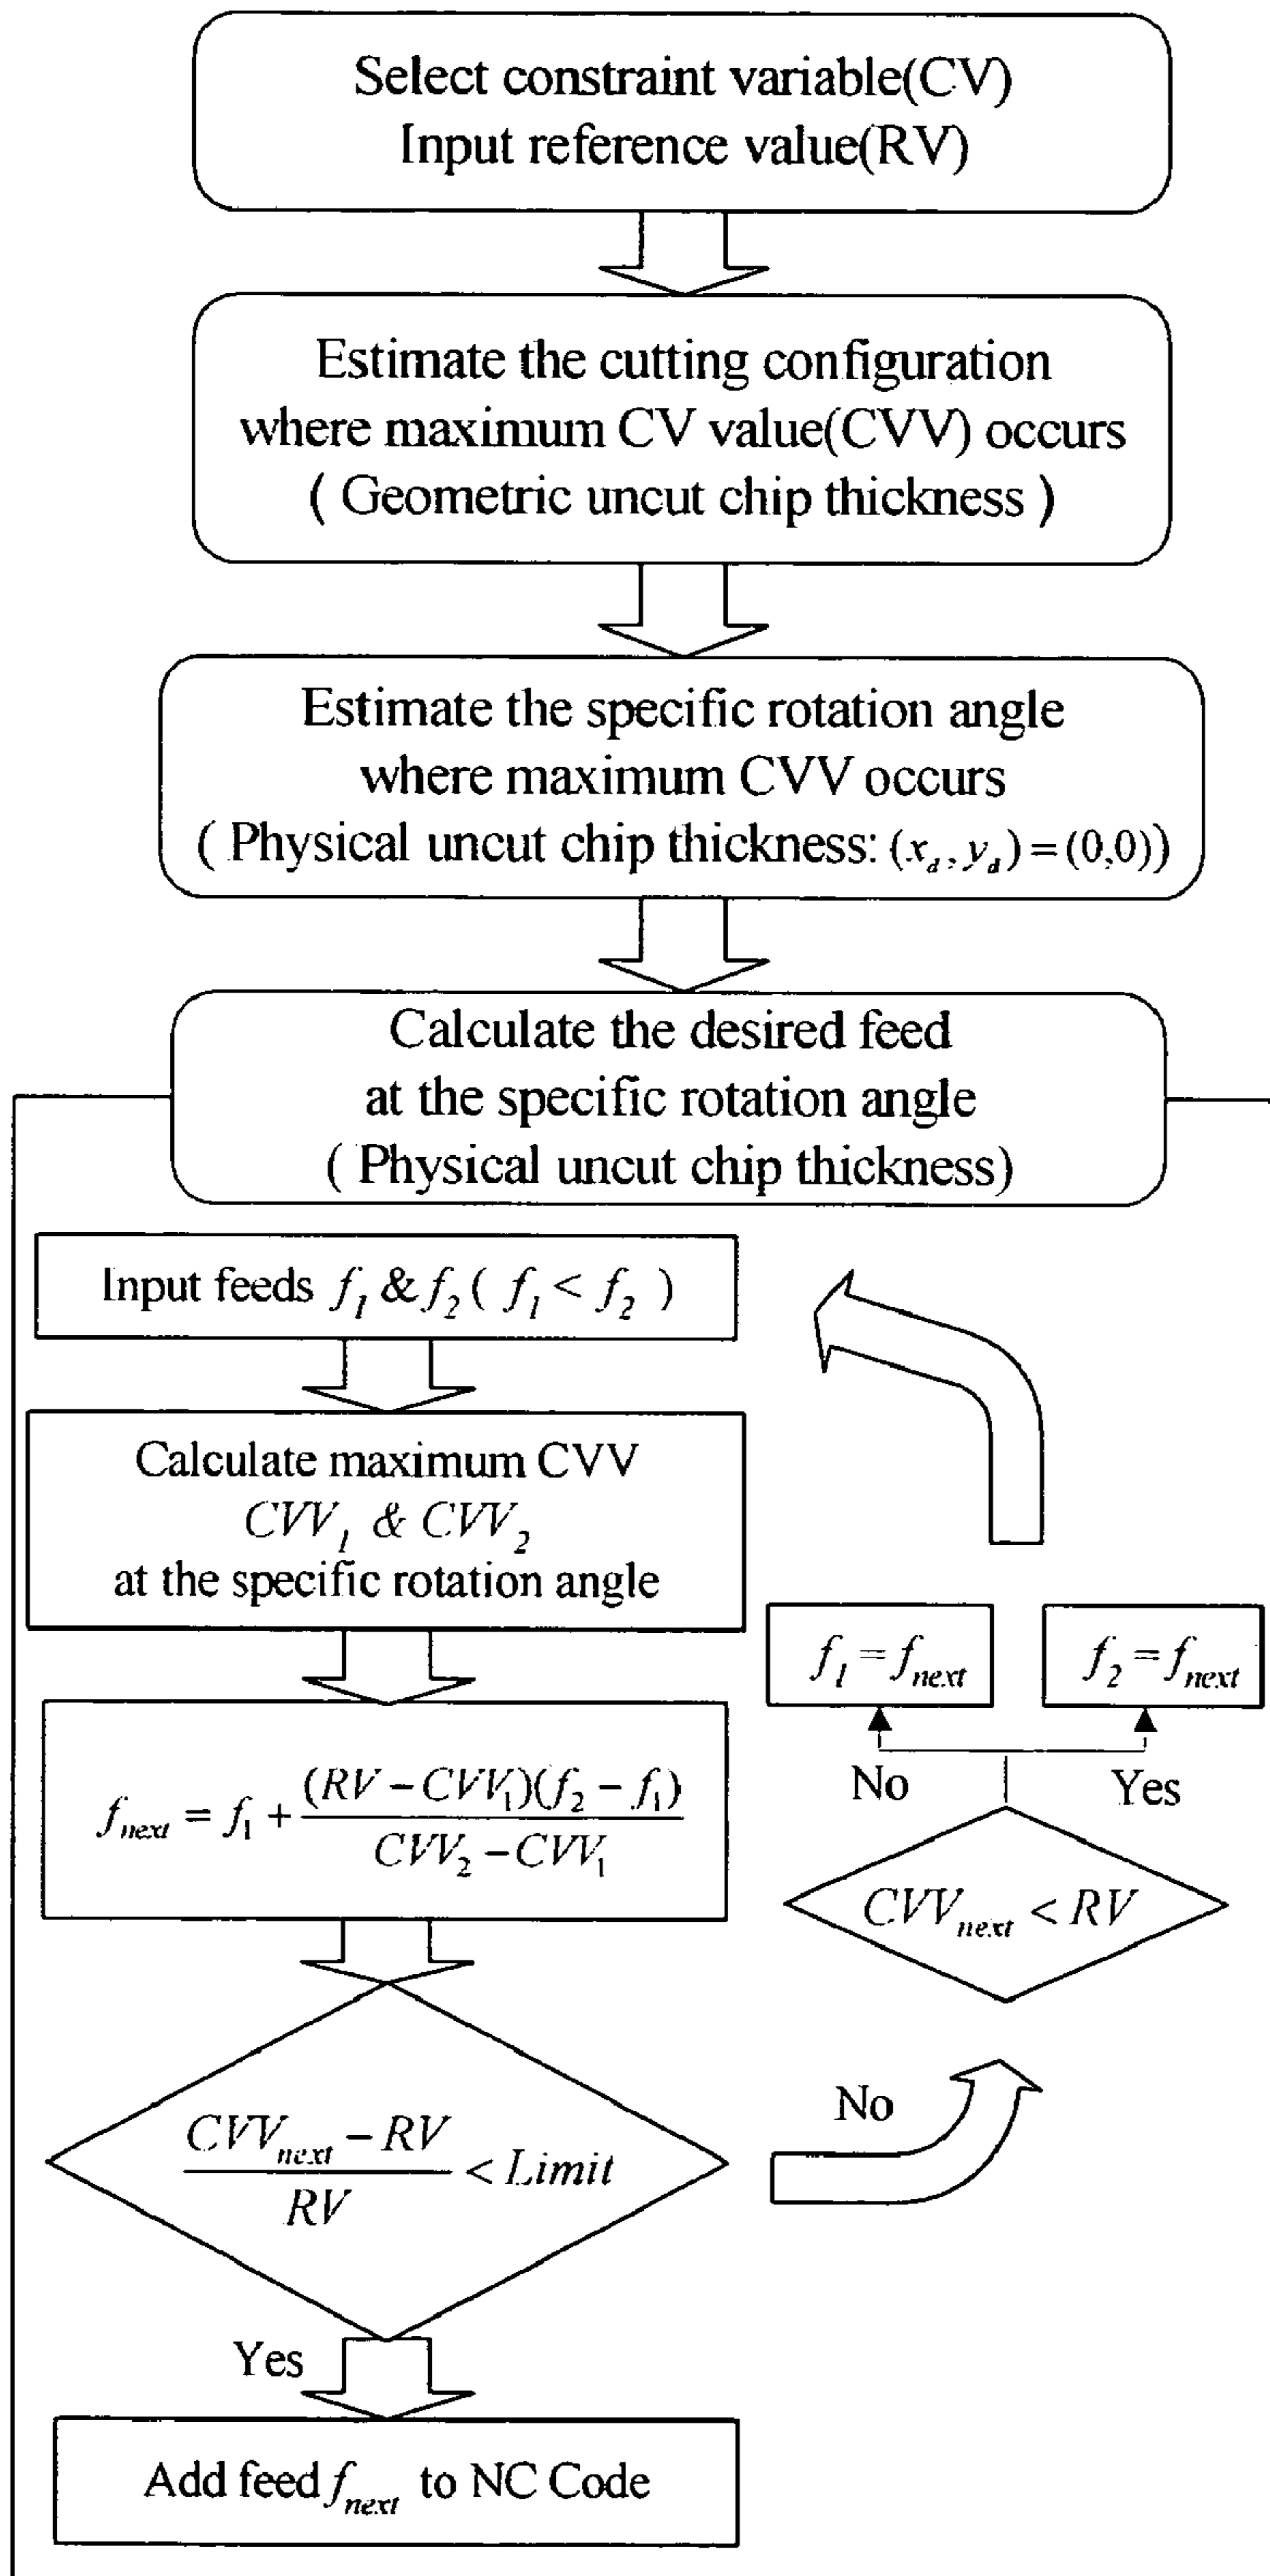 Select constraint variable(CV)
Input reference value(RV)
Estimate the cutting configuration
where maximum CV value(CVV) occurs
( Geometric uncut chip thickness )
Estimate the specific rotation angle
where maximum CVV occurs
( Physical uncut chip thickness: (x_d, y_d) = (0,0))
Calculate the desired feed
at the specific rotation angle
( Physical uncut chip thickness)
Input feeds f_1 & f_2 ( f_1 < f_2 )
Calculate maximum CVV
CVV_1 & CVV_2
at the specific rotation angle
f_next = f_1 + (RV − CVV_1)(f_2 − f_1) / CVV_2 − CVV_1
CVV_next − RV / RV < Limit
Yes
Add feed f_next to NC Code
No
CVV_next < RV
No
Yes
f_1 = f_next
f_2 = f_next